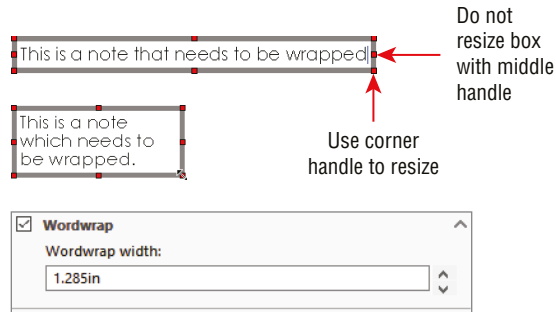 Do not
resize box
with middle
handle
This is a note that needs to be wrapped
This is a note
which needs to
be wrapped.
Use corner
handle to resize
Wordwrap
Wordwrap width:
1.285in